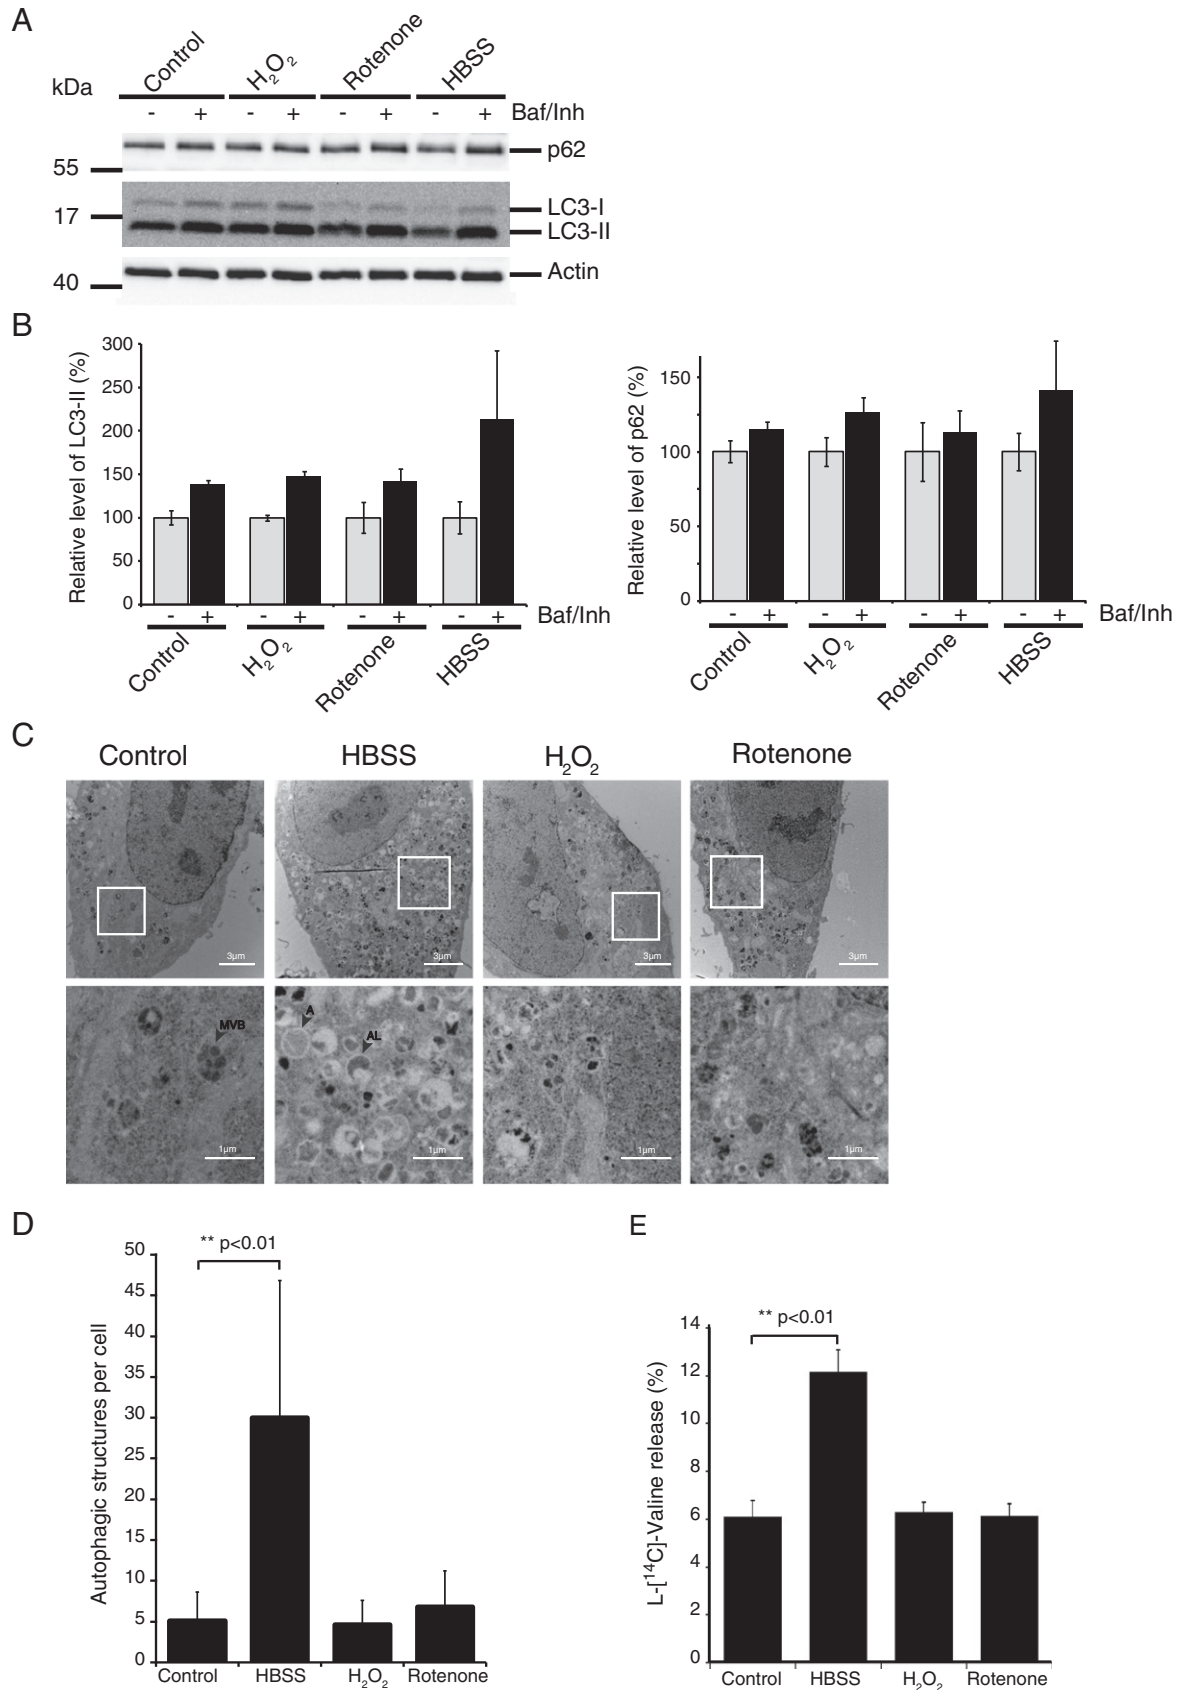 A
Control H₂O₂ Rotenone HBSS
kDa
- + - + - + - + Baf/Inh
p62
55
LC3-I
17
LC3-II
Actin
40
B
Relative level of LC3-II (%)
300
250
200
150
100
50
0
- + - + - + - + Baf/Inh
Control H₂O₂ Rotenone HBSS
Relative level of p62 (%)
150
100
50
0
- + - + - + - + Baf/Inh
Control H₂O₂ Rotenone HBSS
C
Control HBSS H₂O₂ Rotenone
3µm 3µm 3µm 3µm
MVB
A
AL
1µm 1µm 1µm 1µm
D
Autophagic structures per cell
** p<0.01
50
45
40
35
30
25
20
15
10
5
0
Control HBSS H₂O₂ Rotenone
E
L-[¹⁴C]-Valine release (%)
** p<0.01
14
12
10
8
6
4
2
0
Control HBSS H₂O₂ Rotenone